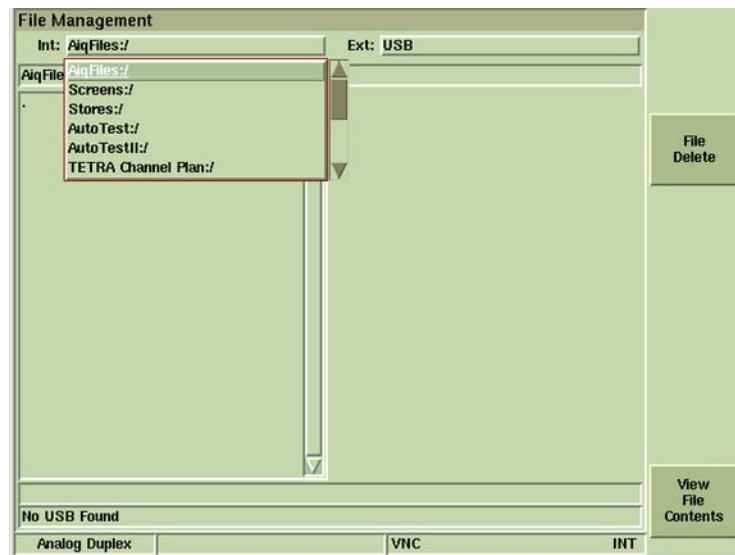 File Management
Int: AiqFiles:/ Ext: USB
AiqFile
AiqFiles:/
Screens:/
Stores:/
AutoTest:/
AutoTestII:/
TETRA Channel Plan:/
.
File
Delete
View
File
Contents
No USB Found
Analog Duplex VNC INT